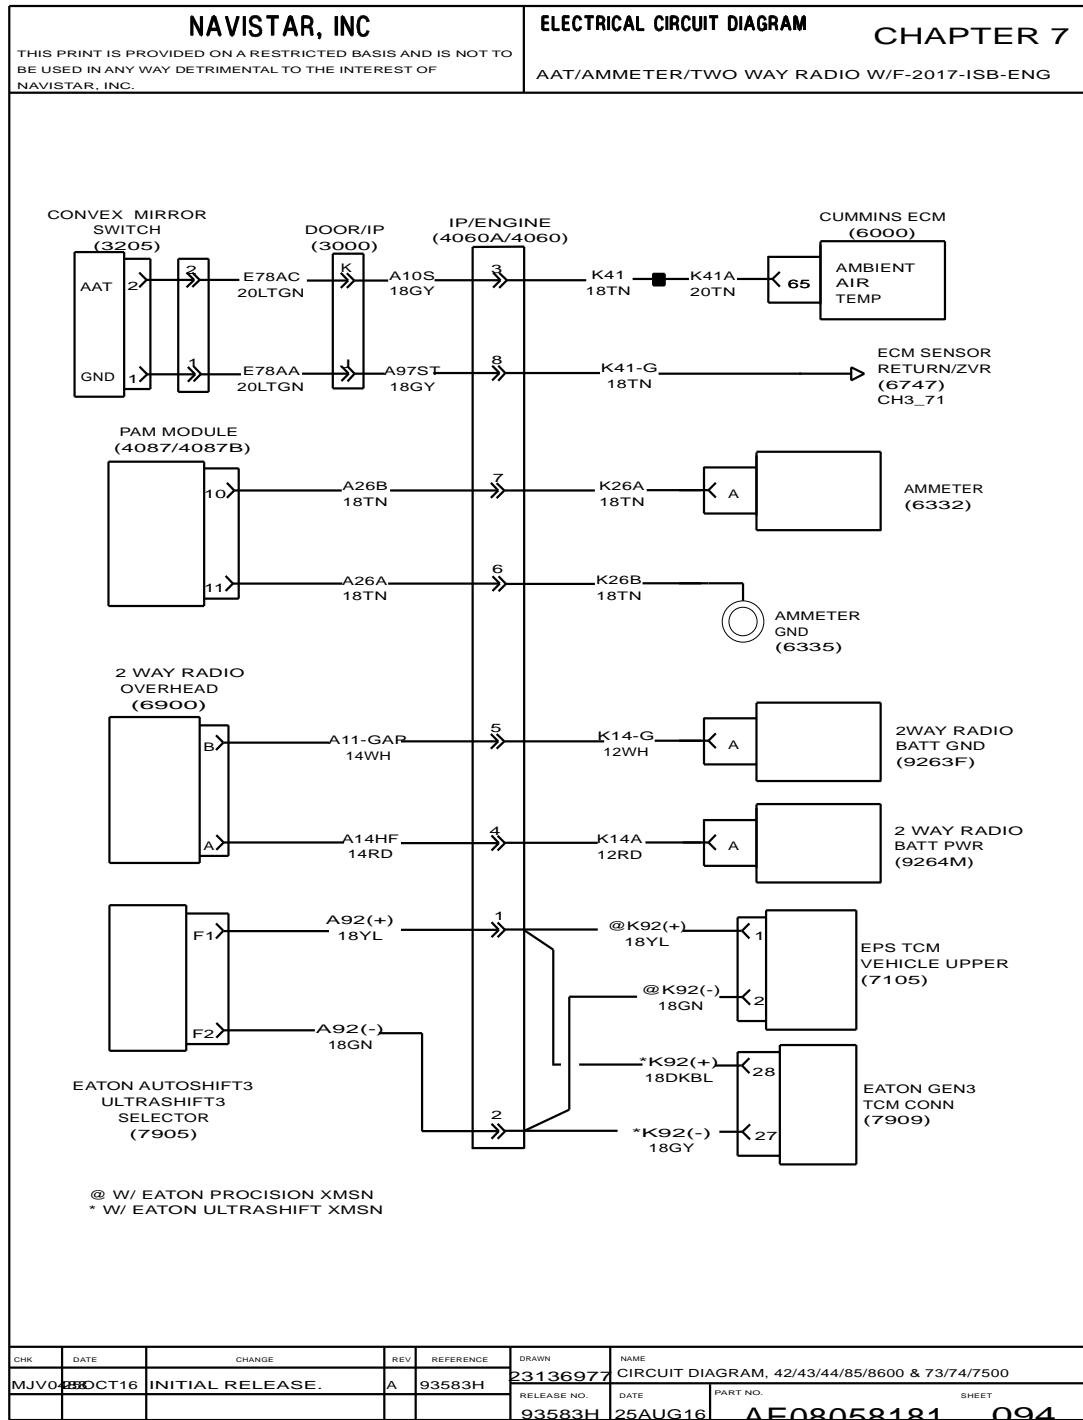 NAVISTAR, INC
THIS PRINT IS PROVIDED ON A RESTRICTED BASIS AND IS NOT TO
BE USED IN ANY WAY DETRIMENTAL TO THE INTEREST OF
NAVISTAR, INC.
ELECTRICAL CIRCUIT DIAGRAM
CHAPTER 7
AAT/AMMETER/TWO WAY RADIO W/F-2017-ISB-ENG
CONVEX MIRROR
SWITCH
(3205)
DOOR/IP
(3000)
IP/ENGINE
(4060A/4060)
CUMMINS ECM
(6000)
AAT
2
2
E78AC
20LTGN
K
A10S
18GY
3
K41
18TN
K41A
20TN
65
AMBIENT
AIR
TEMP
GND
1
1
E78AA
20LTGN
A97ST
18GY
8
K41-G
18TN
ECM SENSOR
RETURN/ZVR
(6747)
CH3_71
PAM MODULE
(4087/4087B)
10
A26B
18TN
7
K26A
18TN
A
AMMETER
(6332)
11
A26A
18TN
6
K26B
18TN
AMMETER
GND
(6335)
2 WAY RADIO
OVERHEAD
(6900)
B
A11-GAP
14WH
5
K14-G
12WH
A
2WAY RADIO
BATT GND
(9263F)
A
A14HF
14RD
4
K14A
12RD
A
2 WAY RADIO
BATT PWR
(9264M)
F1
A92(+)
18YL
1
@K92(+)
18YL
1
EPS TCM
VEHICLE UPPER
(7105)
@K92(-)
18GN
2
F2
A92(-)
18GN
*K92(+)
18DKBL
28
EATON GEN3
TCM CONN
(7909)
2
*K92(-)
18GY
27
EATON AUTOSHIFT3
ULTRASHIFT3
SELECTOR
(7905)
@ W/ EATON PROCISION XMSN
* W/ EATON ULTRASHIFT XMSN
CHK DATE CHANGE REV REFERENCE
INITIAL RELEASE. A 93583H
DRAWN
23136977
NAME
CIRCUIT DIAGRAM, 42/43/44/85/8600 & 73/74/7500
RELEASE NO.
93583H
DATE
25AUG16
PART NO.
AE08058181
SHEET
094